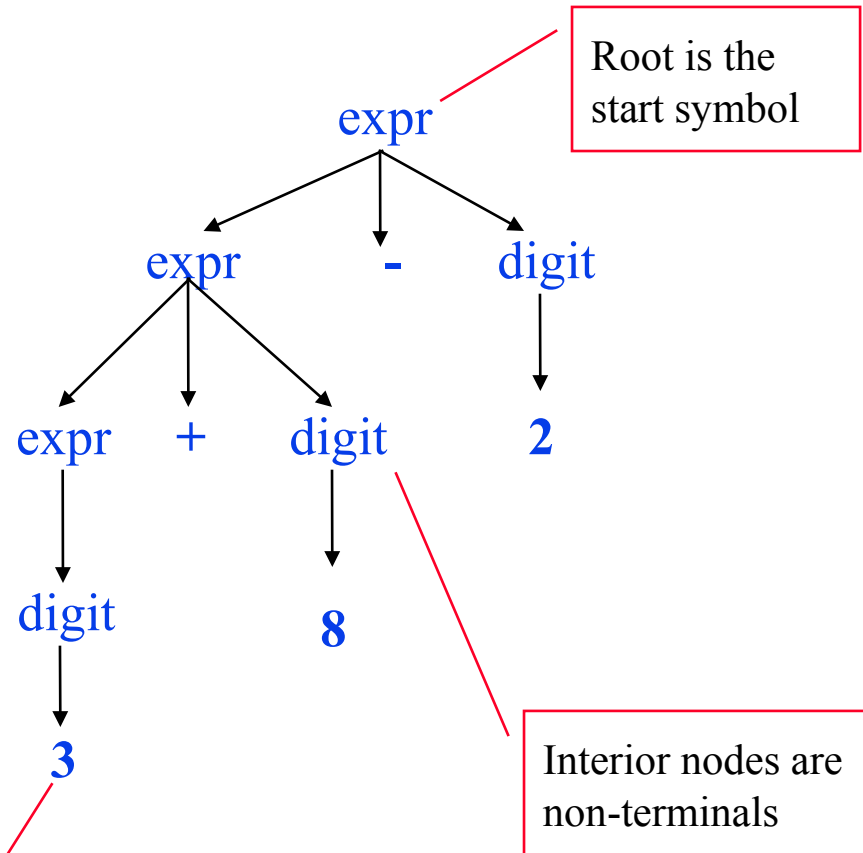 Root is the
start symbol
expr
expr - digit
expr + digit 2
digit 8
3
Interior nodes are
non-terminals